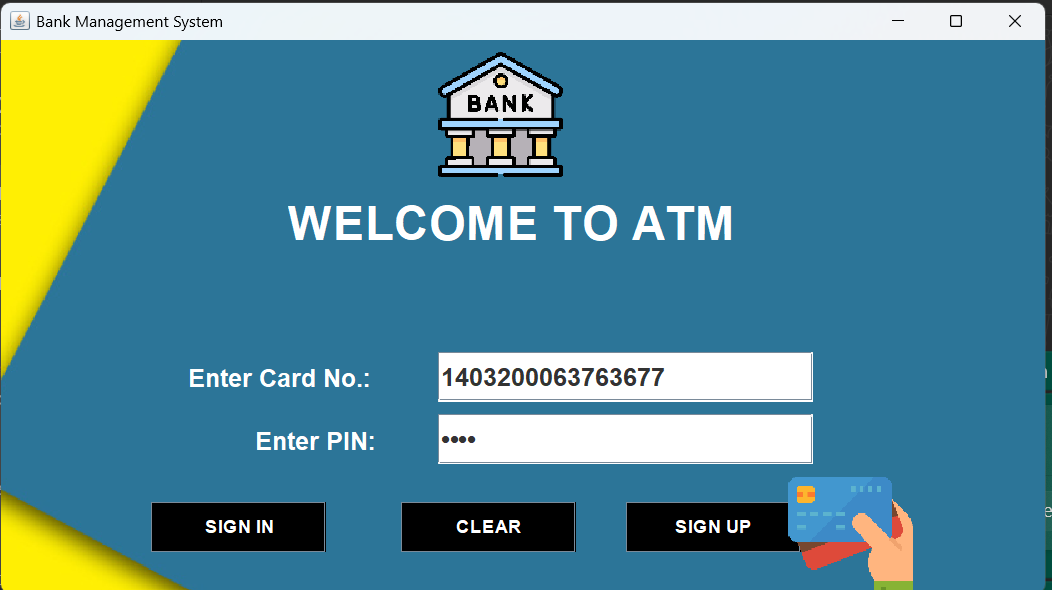 Bank Management System
BANK
WELCOME TO ATM
Enter Card No.: 1403200063763677
Enter PIN: ••••
SIGN IN CLEAR SIGN UP